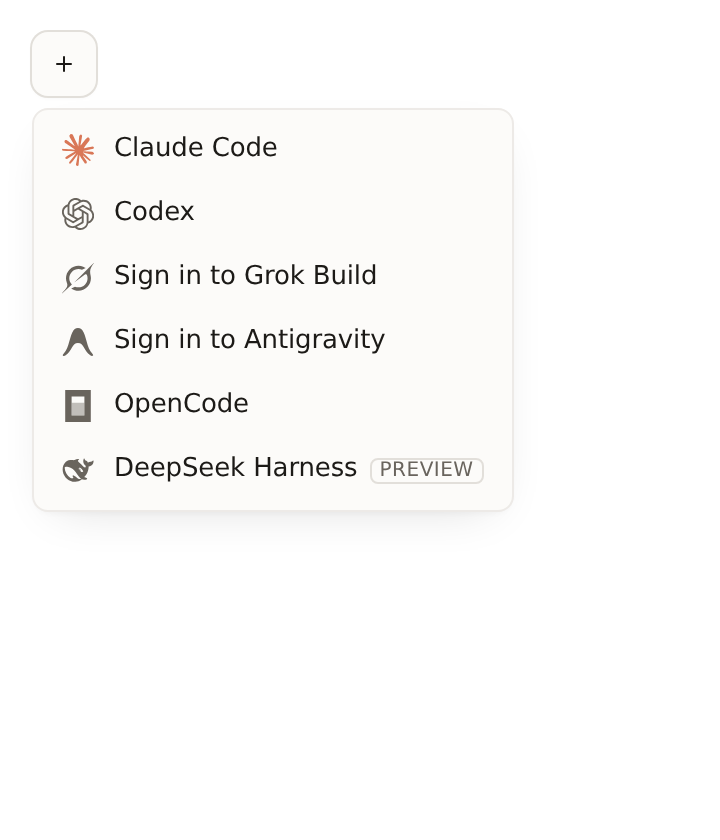 +
Claude Code
Codex
Sign in to Grok Build
Sign in to Antigravity
OpenCode
DeepSeek Harness PREVIEW